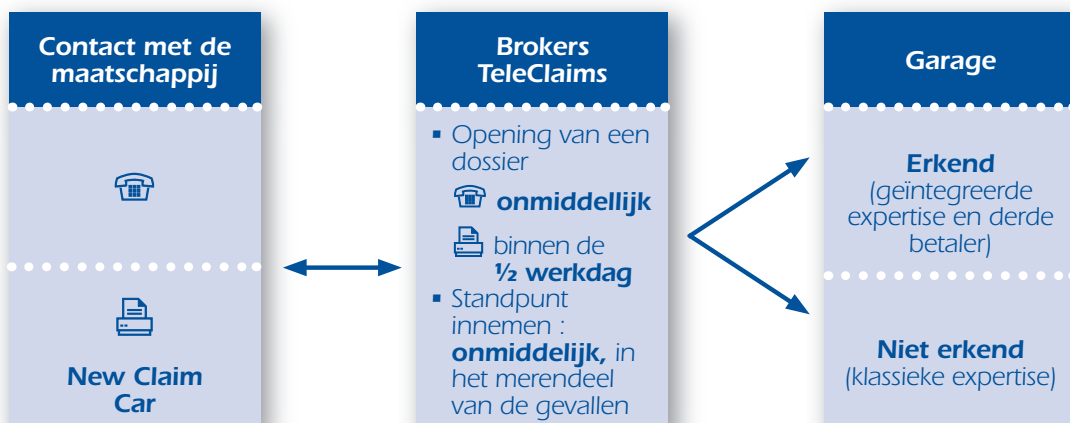 Contact met de
maatschappij
New Claim
Car
Brokers
TeleClaims
▪ Opening van een
dossier
onmiddellijk
binnen de
½ werkdag
▪ Standpunt
innemen :
onmiddelijk, in
het merendeel
van de gevallen
Garage
Erkend
(geïntegreerde
expertise en derde
betaler)
Niet erkend
(klassieke expertise)